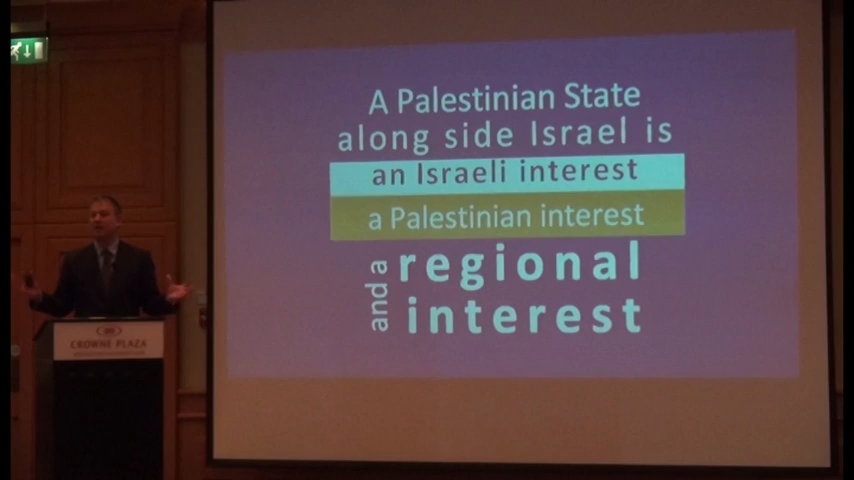 A Palestinian State
along side Israel is
an Israeli interest
a Palestinian interest
and a regional
interest
CROWNE PLAZA